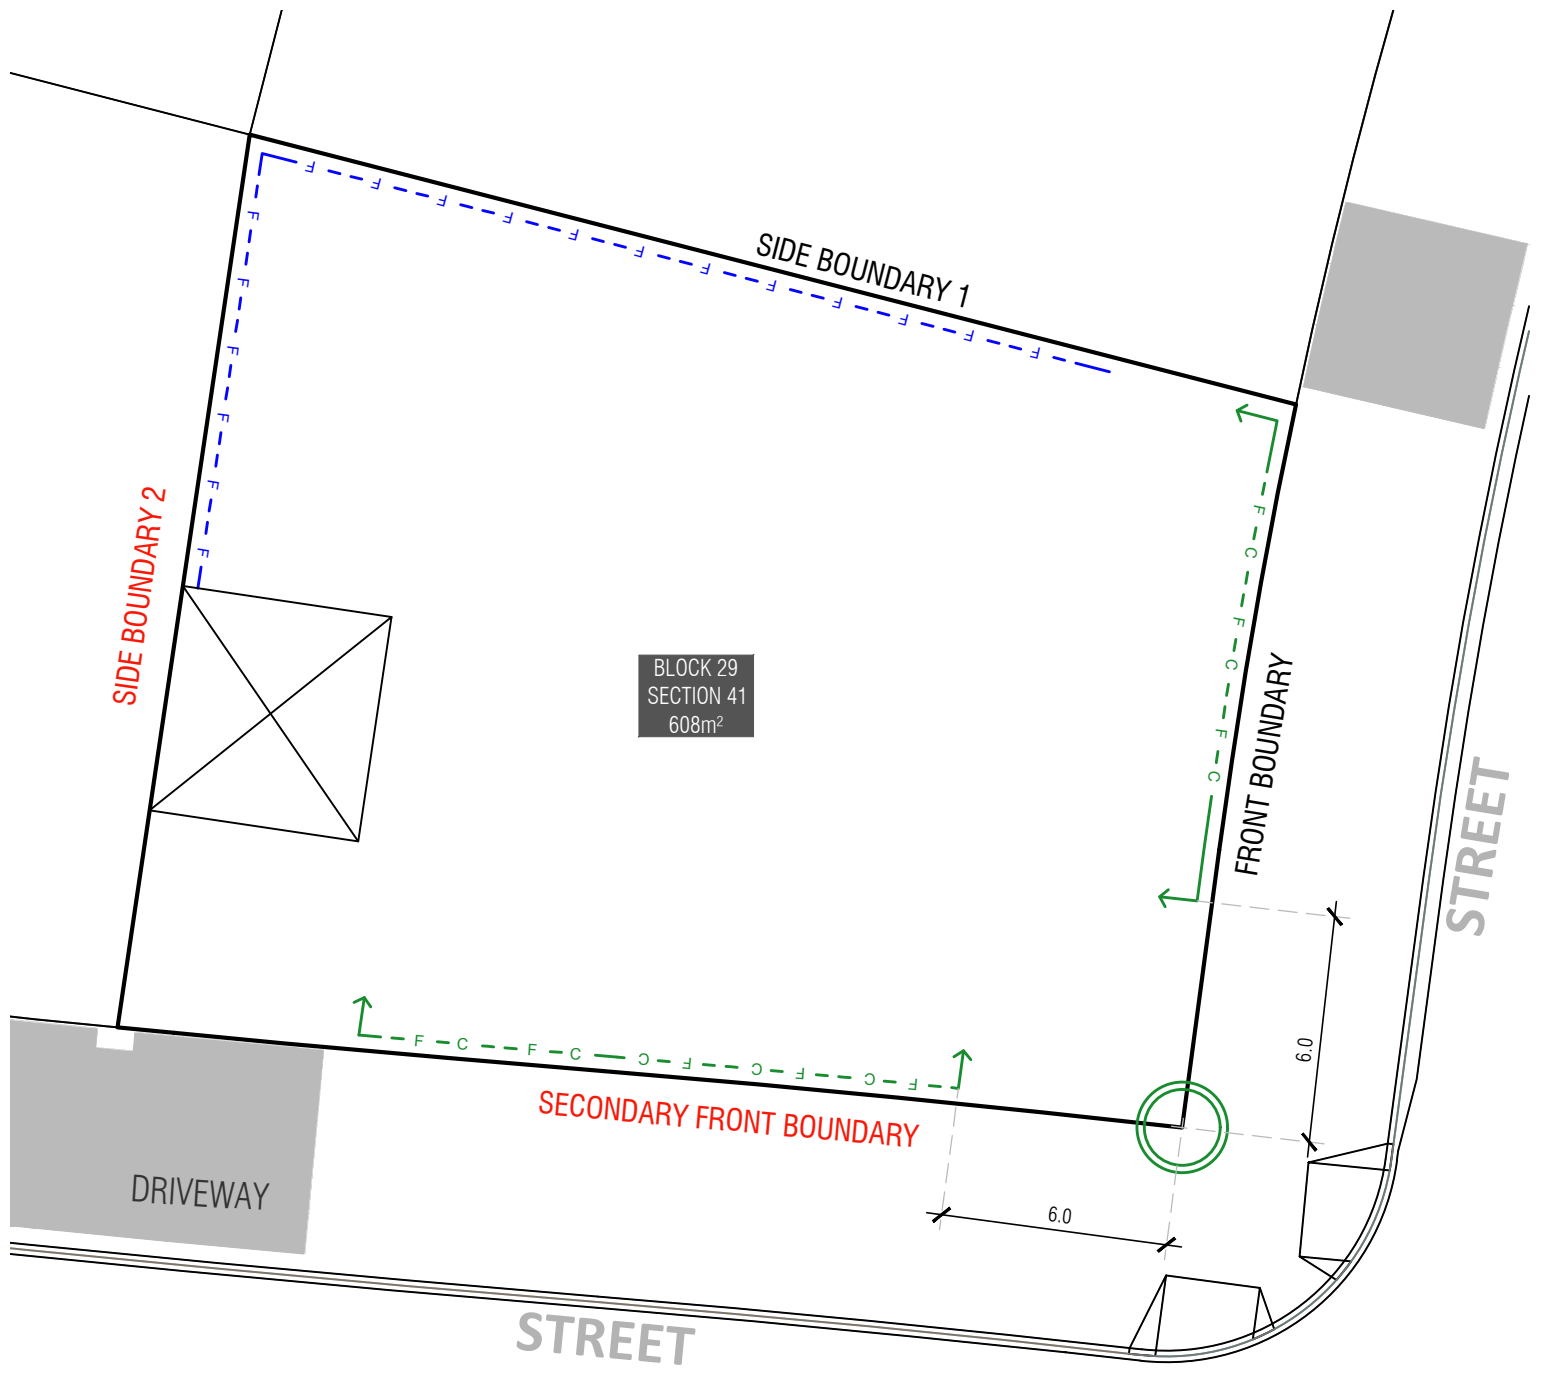 F F F F F F F F F F F F
SIDE BOUNDARY 1
F F F F F F
SIDE BOUNDARY 2
BLOCK 29
SECTION 41
608m²
F C F C F C
FRONT BOUNDARY
STREET
6.0
F C F C C F C F C F
SECONDARY FRONT BOUNDARY
DRIVEWAY
6.0
STREET